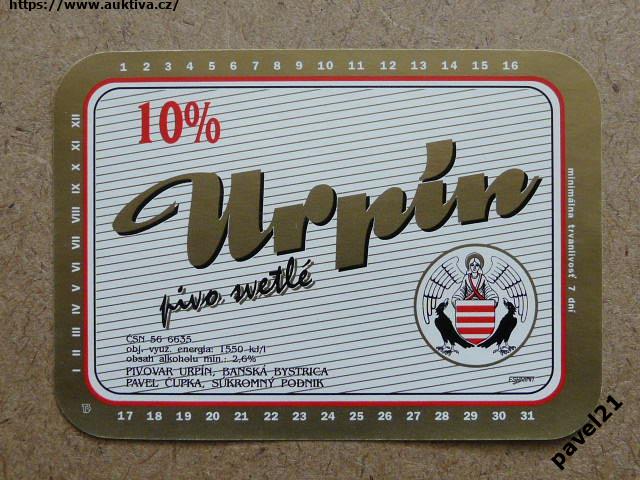 https://www.auktiva.cz/
1 2 3 4 5 6 7 8 9 10 11 12 13 14 15 16
I II III IV V VI VII VIII IX X XI XII
10%
Urpín
pivo svetlé
minimálna trvanlivosť 7 dní
ČSN 56 6635
obj. využ. energia: 1550 kJ/l
obsah alkoholu min.: 2,6%
PIVOVAR URPÍN, BANSKÁ BYSTRICA
PAVEL ČUPKA, SÚKROMNÝ PODNIK
17 18 19 20 21 22 23 24 25 26 27 28 29 30 31
pavel21